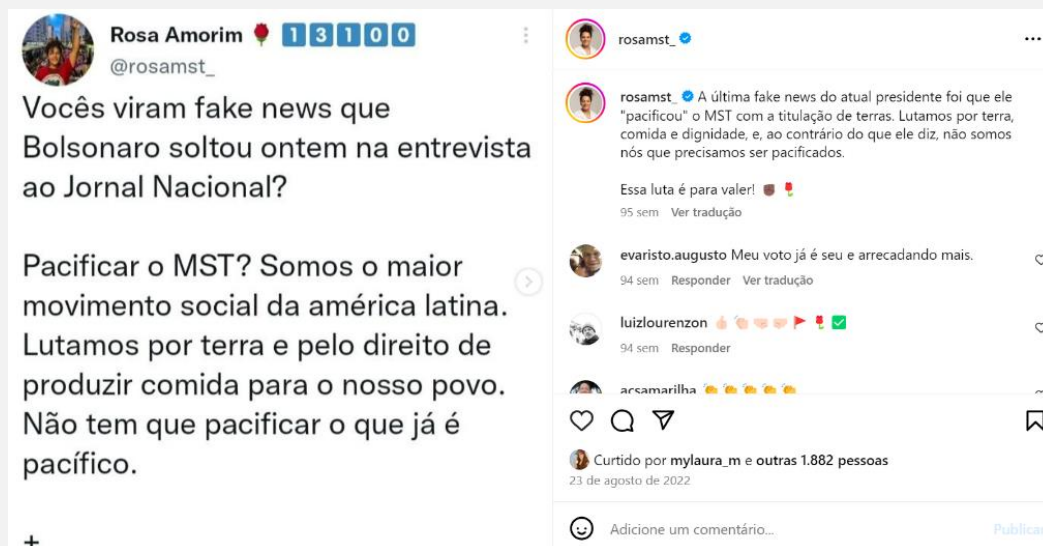 Rosa Amorim 🌹 1 3 1 0 0
@rosamst_
Vocês viram fake news que
Bolsonaro soltou ontem na entrevista
ao Jornal Nacional?
Pacificar o MST? Somos o maior
movimento social da américa latina.
Lutamos por terra e pelo direito de
produzir comida para o nosso povo.
Não tem que pacificar o que já é
pacífico.
+
rosamst_
rosamst_ A última fake news do atual presidente foi que ele
"pacificou" o MST com a titulação de terras. Lutamos por terra,
comida e dignidade, e, ao contrário do que ele diz, não somos
nós que precisamos ser pacificados.
Essa luta é para valer! ✊🏿 🌹
95 sem Ver tradução
evaristo.augusto Meu voto já é seu e arrecadando mais.
94 sem Responder Ver tradução
luizlourenzon 👍🏻 👏🏻 🤜🏻 🤛🏻 🚩 🌹 ✅
94 sem Responder
acsamarilha 👏 👏 👏 👏 👏
Curtido por mylaura_m e outras 1.882 pessoas
23 de agosto de 2022
Adicione um comentário...
Publicar